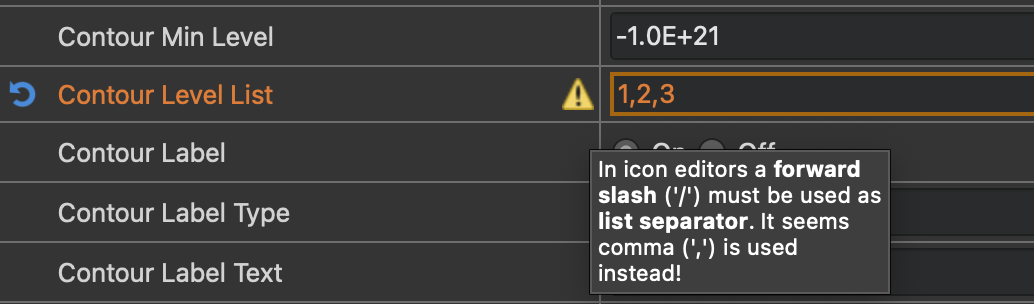 Contour Min Level
-1.0E+21
Contour Level List
1,2,3
Contour Label
On Off
In icon editors a forward
slash ('/') must be used as
list separator. It seems
comma (',') is used
instead!
Contour Label Type
Contour Label Text